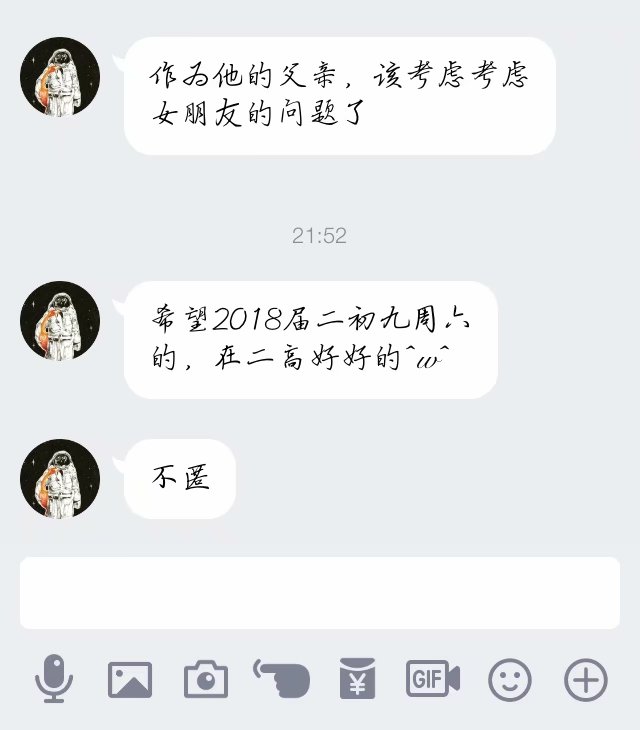 作为他的父亲，该考虑考虑
女朋友的问题了
21:52
希望2018届二初九周六
的，在二高好好的^w^
不匿
GIF